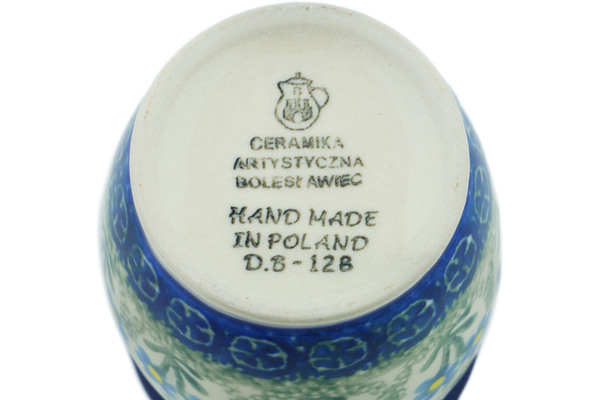 CERAMIKA
ARTYSTYCZNA
BOLESŁAWIEC
HAND MADE
IN POLAND
D.B-128